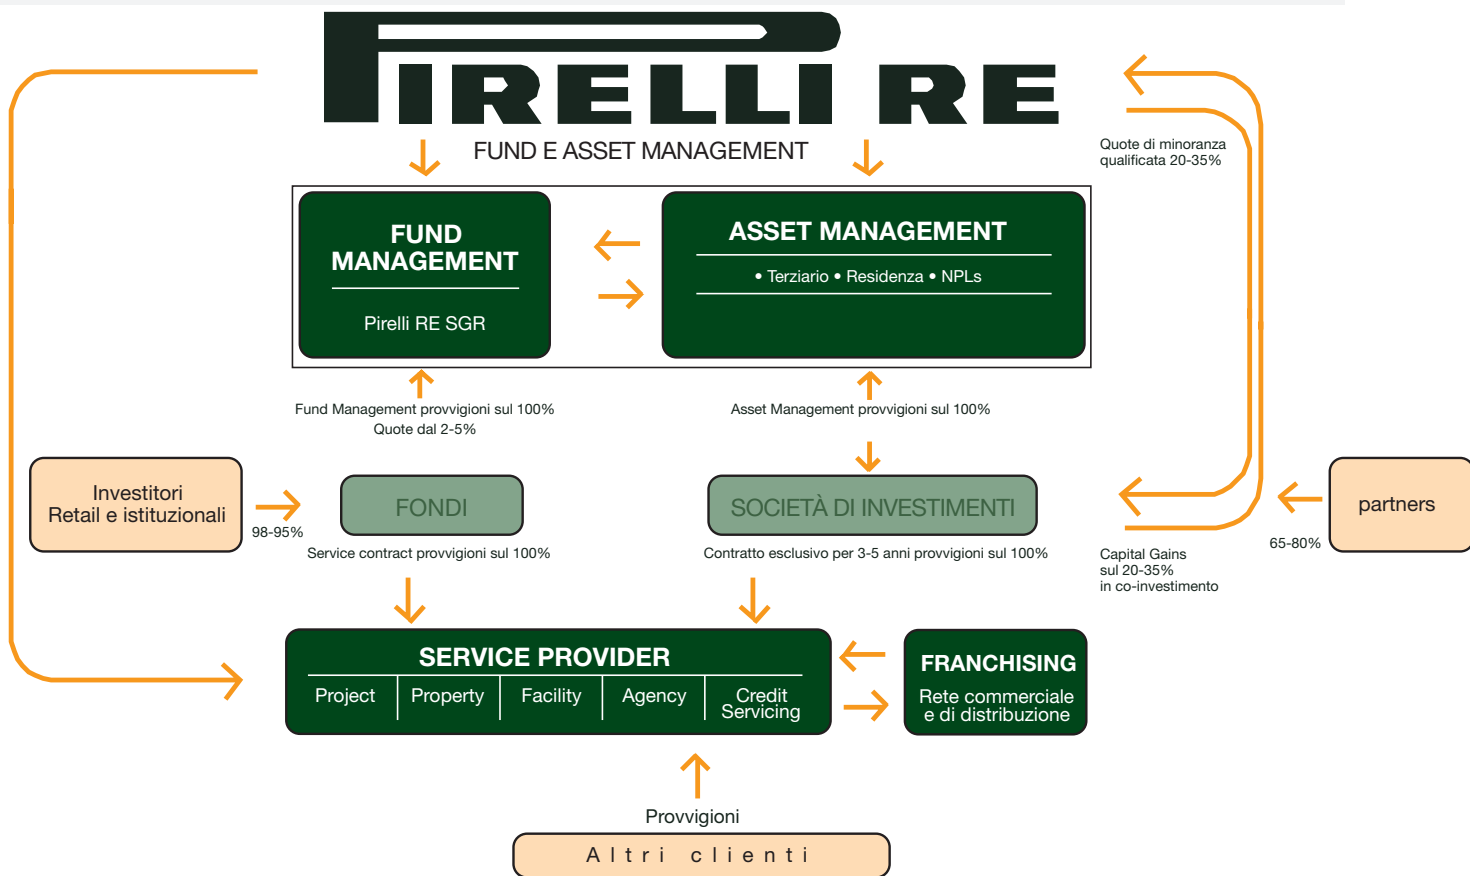 PIRELLI RE
FUND E ASSET MANAGEMENT
Quote di minoranza
qualificata 20-35%
FUND
MANAGEMENT
Pirelli RE SGR
ASSET MANAGEMENT
• Terziario • Residenza • NPLs
Fund Management provvigioni sul 100%
Quote dal 2-5%
Asset Management provvigioni sul 100%
Investitori
Retail e istituzionali
98-95%
FONDI
SOCIETÀ DI INVESTIMENTI
partners
65-80%
Service contract provvigioni sul 100%
Contratto esclusivo per 3-5 anni provvigioni sul 100%
Capital Gains
sul 20-35%
in co-investimento
SERVICE PROVIDER
Project
Property
Facility
Agency
Credit
Servicing
FRANCHISING
Rete commerciale
e di distribuzione
Provvigioni
Altri clienti